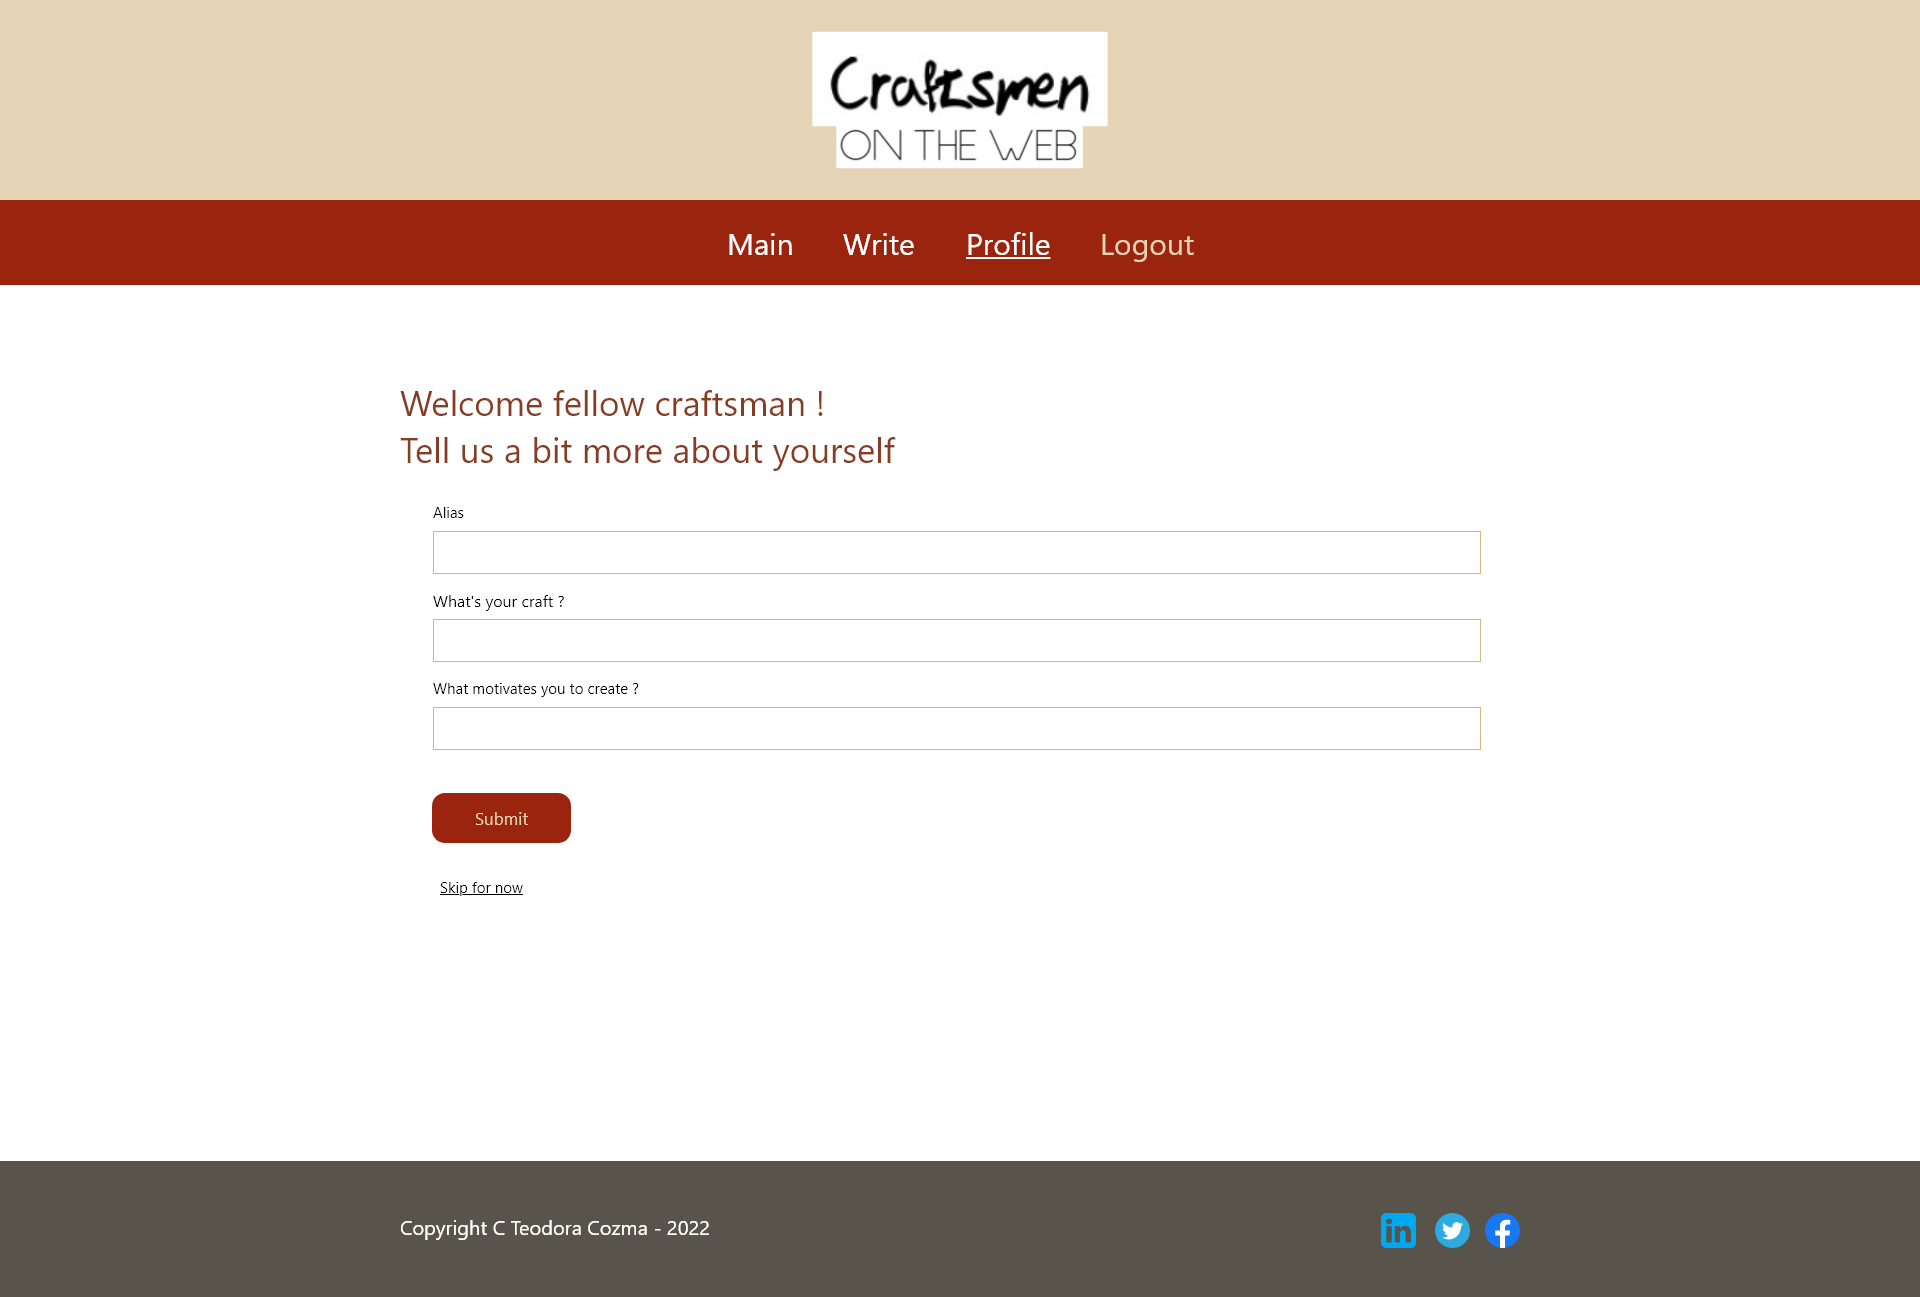 Craftsmen
ON THE WEB
Main Write Profile Logout
Welcome fellow craftsman !
Tell us a bit more about yourself
Alias
What's your craft ?
What motivates you to create ?
Submit
Skip for now
Copyright C Teodora Cozma - 2022
in f